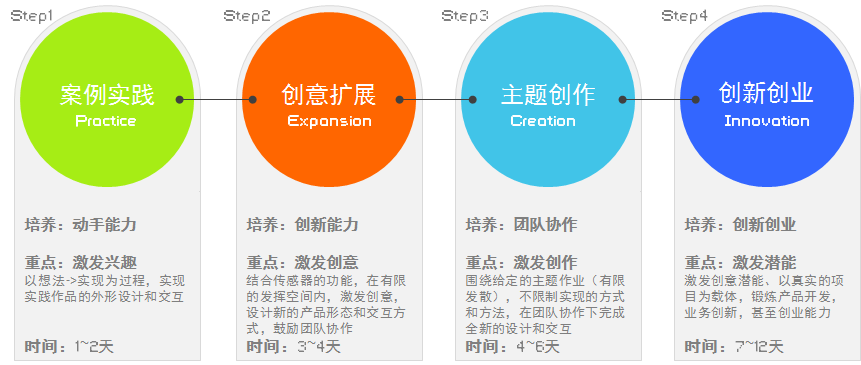 Step1
案例实践
Practice
培养：动手能力
重点：激发兴趣
以想法->实现为过程，实现
实践作品的外形设计和交互
时间：1~2天
Step2
创意扩展
Expansion
培养：创新能力
重点：激发创意
结合传感器的功能，在有限
的发挥空间内，激发创意，
设计新的产品形态和交互方
式，鼓励团队协作
时间：3~4天
Step3
主题创作
Creation
培养：团队协作
重点：激发创作
围绕给定的主题作业（有限
发散），不限制实现的方式
和方法，在团队协作下完成
全新的设计和交互
时间：4~6天
Step4
创新创业
Innovation
培养：创新创业
重点：激发潜能
激发创意潜能、以真实的项
目为载体，锻炼产品开发，
业务创新，甚至创业能力
时间：7~12天